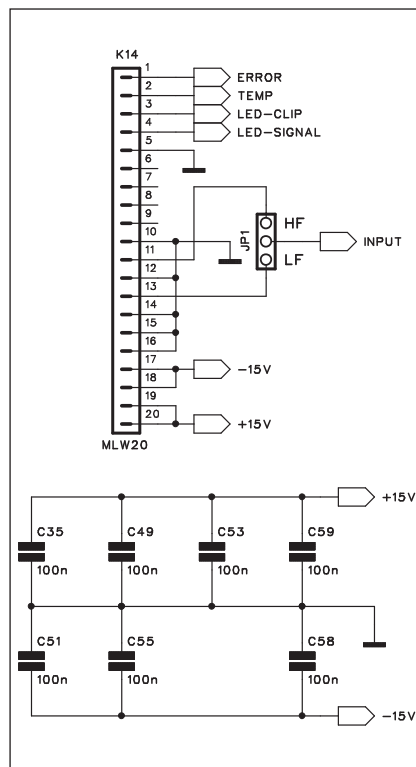 K14
1 ERROR
2 TEMP
3 LED-CLIP
4 LED-SIGNAL
5
6
7
8
9
10
11
12
13
14
15
16
17
18
19
20
MLW20
JP1
HF
LF
INPUT
-15V
+15V
+15V
C35 C49 C53 C59
100n 100n 100n 100n
C51 C55 C58
100n 100n 100n
-15V